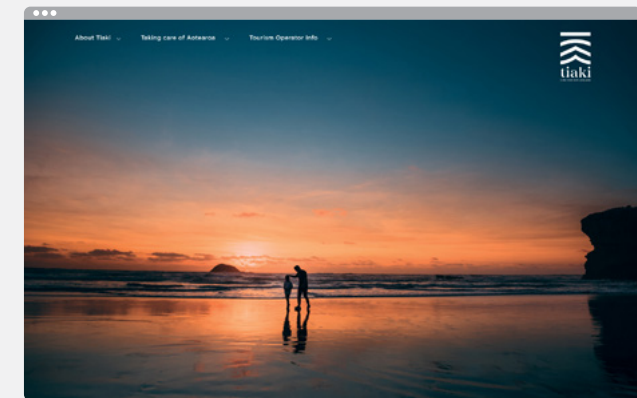 About Tiaki
Taking care of Aotearoa
Tourism Operator Info
tiaki